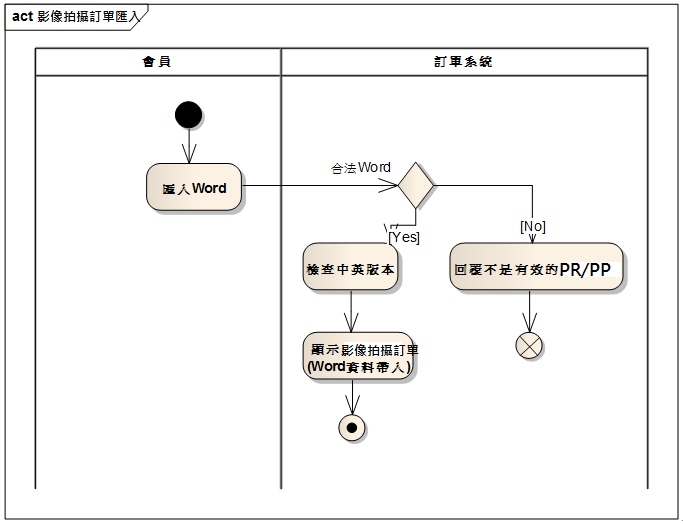 act 影像拍攝訂單匯入
會員
訂單系統
匯入Word
合法Word
[Yes]
[No]
檢查中英版本
回覆不是有效的PR/PP
顯示影像拍攝訂單
(Word資料帶入)